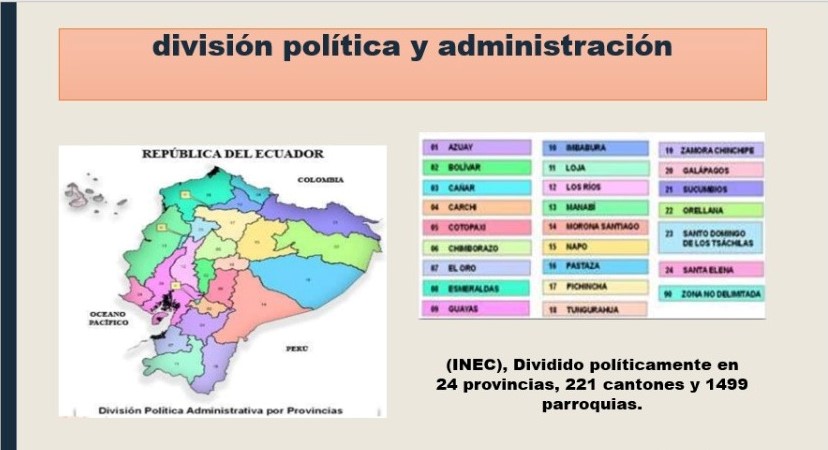 división política y administración
REPÚBLICA DEL ECUADOR
COLOMBIA
OCEANO
PACÍFICO
PERÚ
División Política Administrativa por Provincias
01 AZUAY
02 BOLÍVAR
03 CAÑAR
04 CARCHI
05 COTOPAXI
06 CHIMBORAZO
07 EL ORO
08 ESMERALDAS
09 GUAYAS
10 IMBABURA
11 LOJA
12 LOS RÍOS
13 MANABÍ
14 MORONA SANTIAGO
15 NAPO
16 PASTAZA
17 PICHINCHA
18 TUNGURAHUA
19 ZAMORA CHINCHIPE
20 GALÁPAGOS
21 SUCUMBIOS
22 ORELLANA
23 SANTO DOMINGO
DE LOS TSÁCHILAS
24 SANTA ELENA
90 ZONA NO DELIMITADA
(INEC), Dividido políticamente en
24 provincias, 221 cantones y 1499
parroquias.